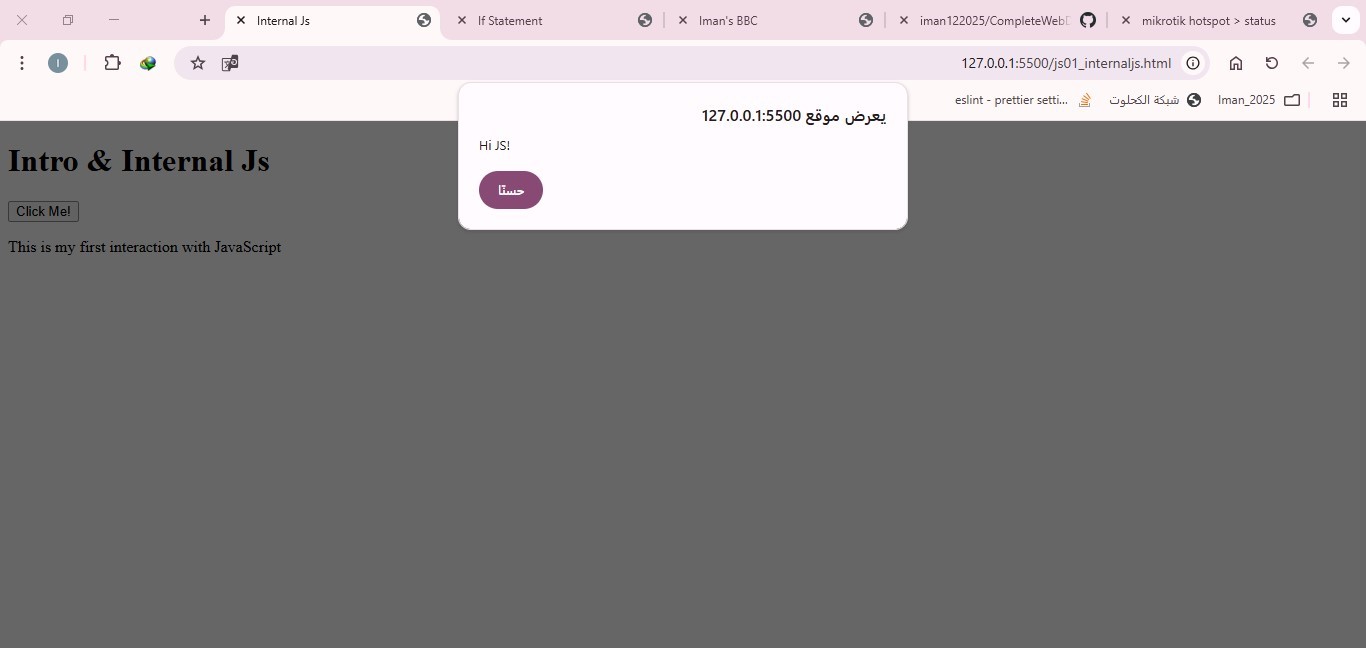 Internal Js
If Statement
Iman's BBC
iman122025/CompleteWebD
mikrotik hotspot > status
I
127.0.0.1:5500/js01_internaljs.html
eslint - prettier setti...
شبكة الكحلوت
Iman_2025
يعرض موقع 127.0.0.1:5500
Hi JS!
حسنًا
Intro & Internal Js
Click Me!
This is my first interaction with JavaScript